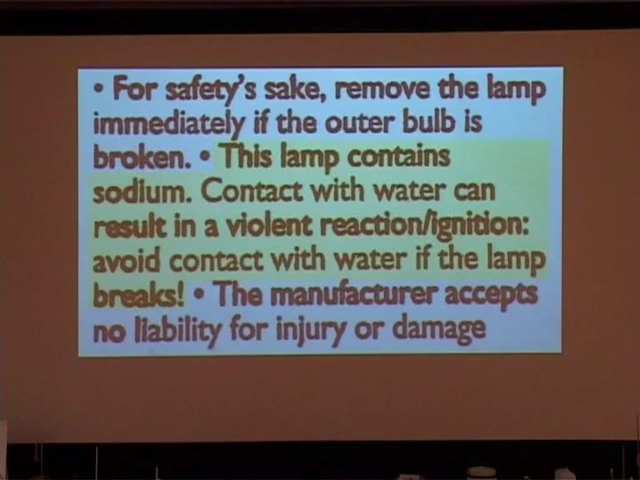 • For safety's sake, remove the lamp
immediately if the outer bulb is
broken. • This lamp contains
sodium. Contact with water can
result in a violent reaction/ignition:
avoid contact with water if the lamp
breaks! • The manufacturer accepts
no liability for injury or damage